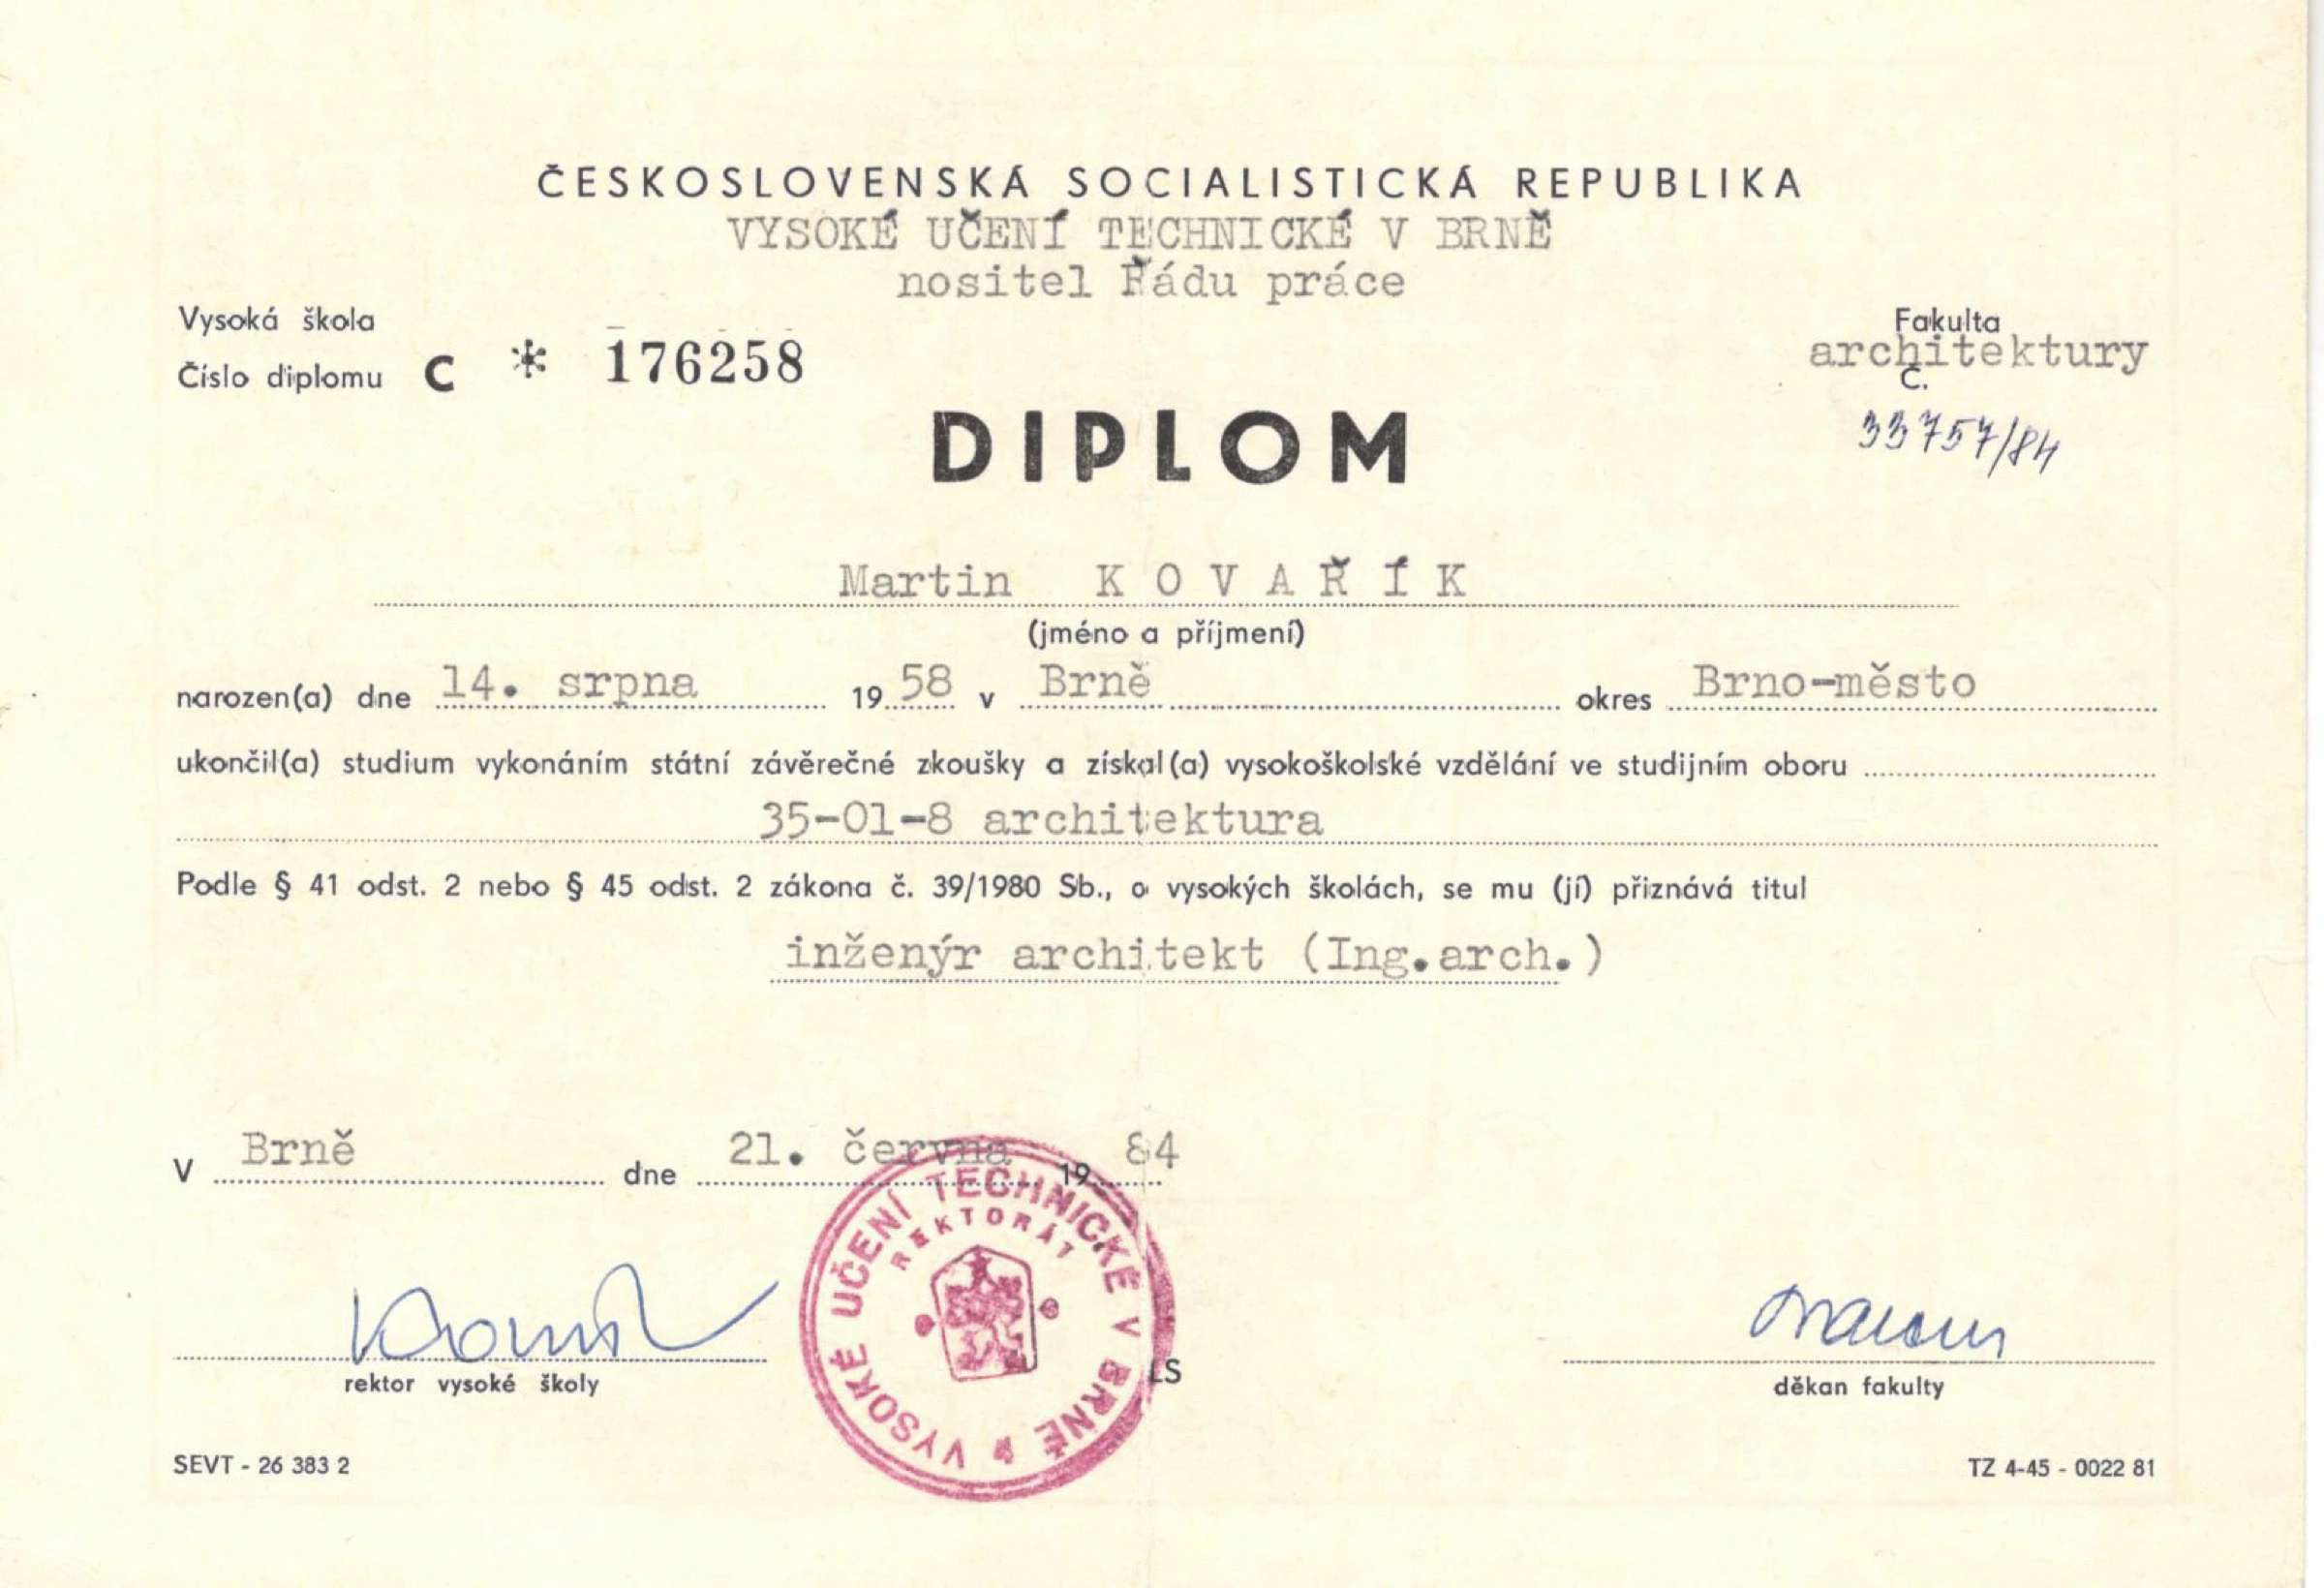 ČESKOSLOVENSKÁ SOCIALISTICKÁ REPUBLIKA
VYSOKÉ UČENÍ TECHNICKÉ V BRNĚ
nositel Řádu práce
Vysoká škola
Fakulta
architektury
Číslo diplomu C * 176258
Č.
33757/84
DIPLOM
Martin KOVAŘÍK
(jméno a příjmení)
narozen(a) dne 14. srpna 19 58 v Brně okres Brno-město
ukončil(a) studium vykonáním státní závěrečné zkoušky a získal(a) vysokoškolské vzdělání ve studijním oboru
35-01-8 architektura
Podle § 41 odst. 2 nebo § 45 odst. 2 zákona č. 39/1980 Sb., o vysokých školách, se mu (jí) přiznává titul
inženýr architekt (Ing.arch.)
V Brně dne 21. června 19 84
VYSOKÉ UČENÍ TECHNICKÉ V BRNĚ
REKTORÁT
LS
rektor vysoké školy
děkan fakulty
SEVT - 26 383 2
TZ 4-45 - 0022 81